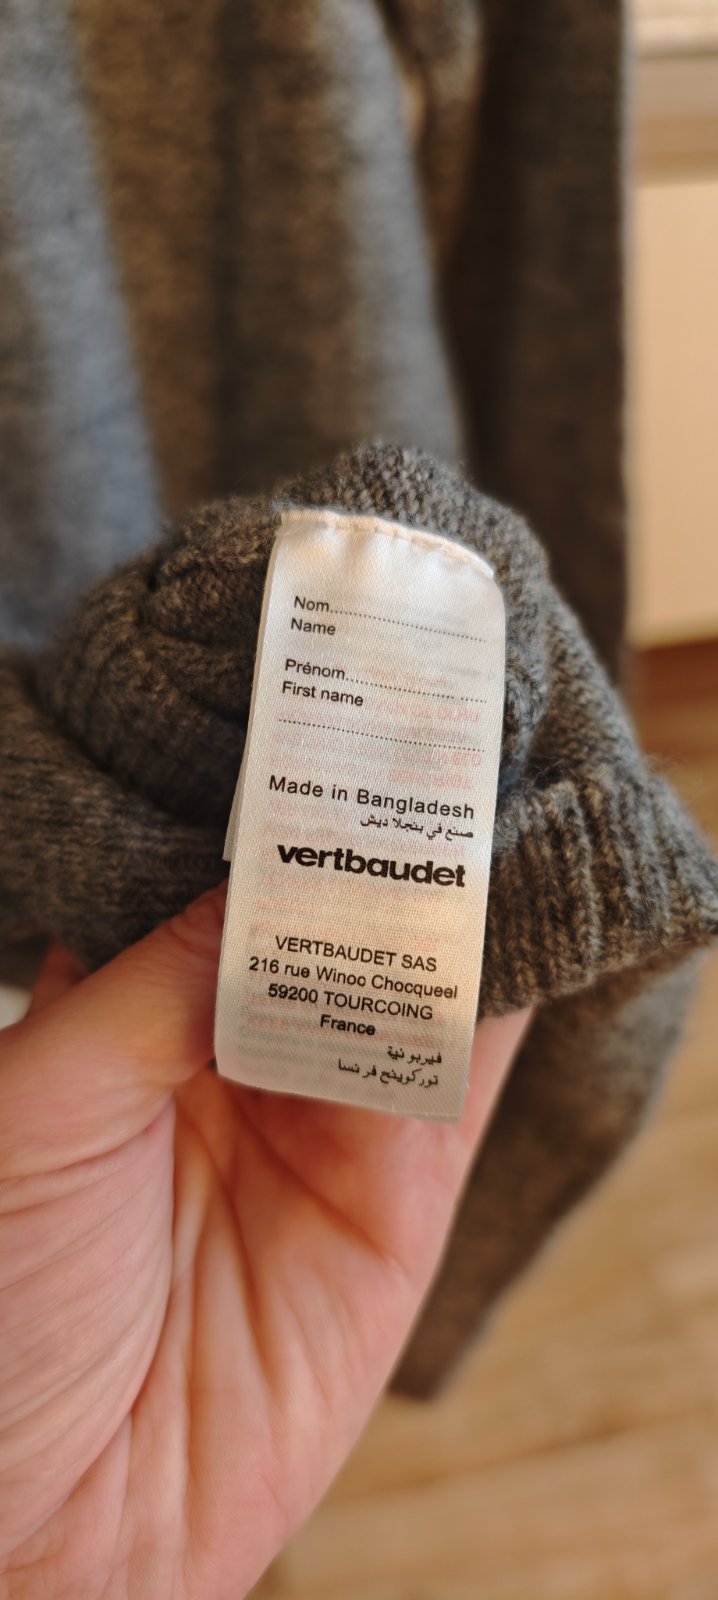 Nom....................................
Name
Prénom.............................
First name
................................................
Made in Bangladesh
صنع في بنجلا ديش
vertbaudet
VERTBAUDET SAS
216 rue Winoc Chocqueel
59200 TOURCOING
France
فيربونية
توركوينج فرنسا